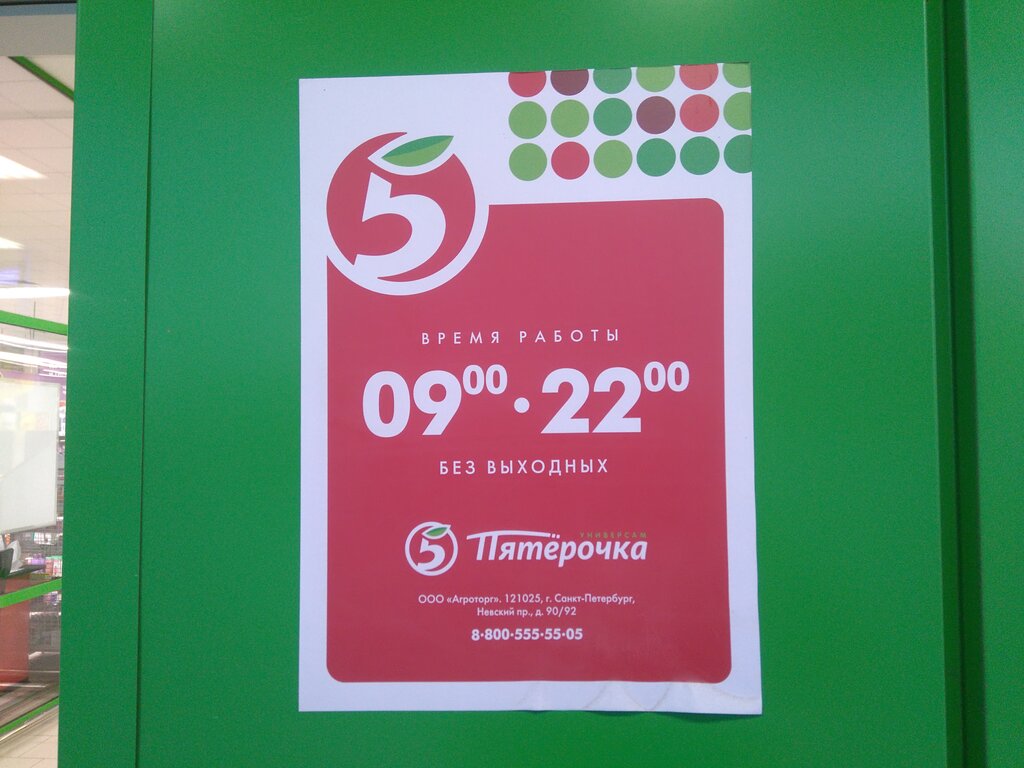 5
ВРЕМЯ РАБОТЫ
09⁰⁰·22⁰⁰
БЕЗ ВЫХОДНЫХ
5 Пятёрочка УНИВЕРСАМ
ООО «Агроторг». 121025, г. Санкт-Петербург,
Невский пр., д. 90/92
8·800·555·55·05